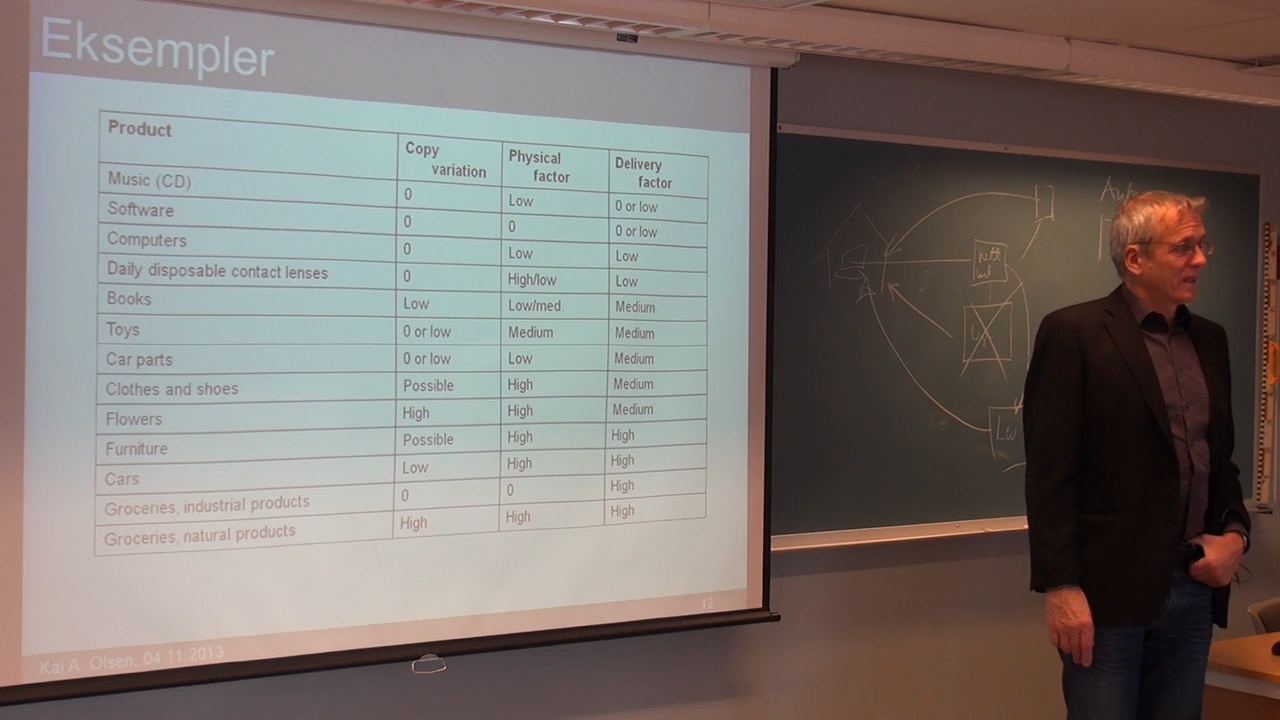 Eksempler
Product Copy variation Physical factor Delivery factor
Music (CD) 0 Low 0 or low
Software 0 0 0 or low
Computers 0 Low Low
Daily disposable contact lenses 0 High/low Low
Books Low Low/med. Medium
Toys 0 or low Medium Medium
Car parts 0 or low Low Medium
Clothes and shoes Possible High Medium
Flowers High High Medium
Furniture Possible High High
Cars Low High High
Groceries, industrial products 0 0 High
Groceries, natural products High High High
12
Kai A. Olsen, 04.11.2013